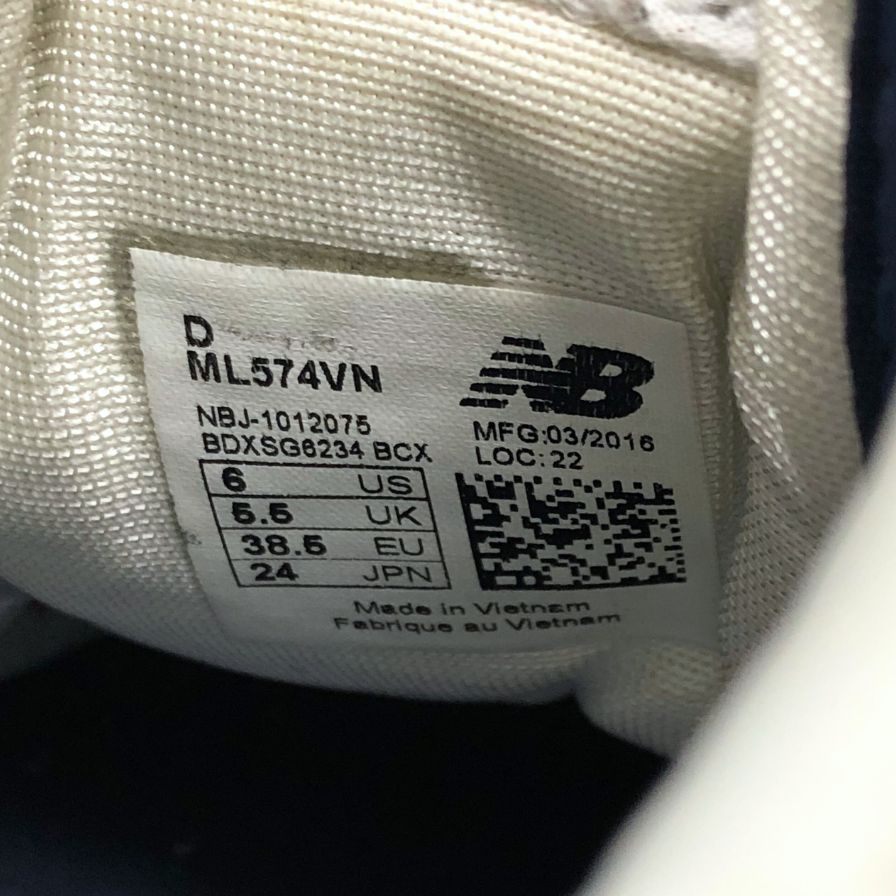 D
ML574VN
NB
NBJ-1012075
BDXSG6234 BCX
MFG:03/2016
LOC:22
6 US
5.5 UK
38.5 EU
24 JPN
Made in Vietnam
Fabrique au Vietnam